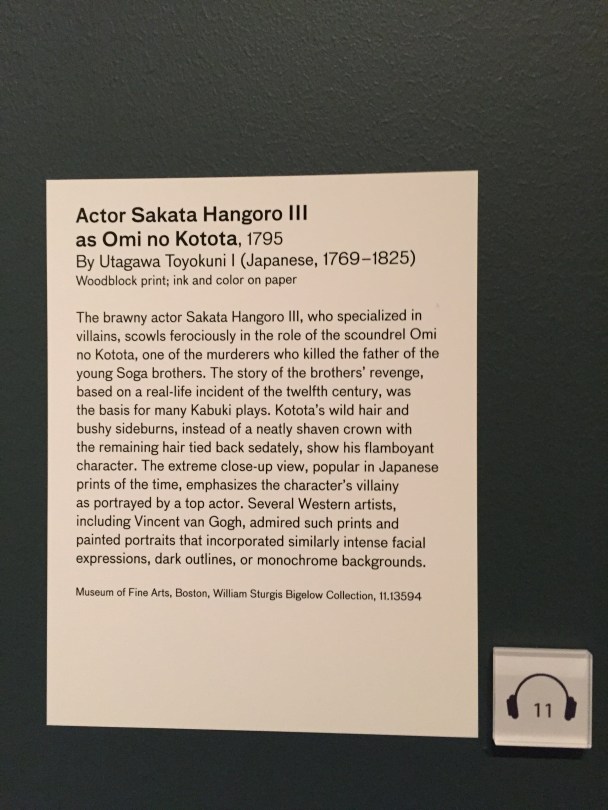 Actor Sakata Hangoro III
as Omi no Kotota, 1795
By Utagawa Toyokuni I (Japanese, 1769–1825)
Woodblock print; ink and color on paper
The brawny actor Sakata Hangoro III, who specialized in
villains, scowls ferociously in the role of the scoundrel Omi
no Kotota, one of the murderers who killed the father of the
young Soga brothers. The story of the brothers’ revenge,
based on a real-life incident of the twelfth century, was
the basis for many Kabuki plays. Kotota’s wild hair and
bushy sideburns, instead of a neatly shaven crown with
the remaining hair tied back sedately, show his flamboyant
character. The extreme close-up view, popular in Japanese
prints of the time, emphasizes the character’s villainy
as portrayed by a top actor. Several Western artists,
including Vincent van Gogh, admired such prints and
painted portraits that incorporated similarly intense facial
expressions, dark outlines, or monochrome backgrounds.
Museum of Fine Arts, Boston, William Sturgis Bigelow Collection, 11.13594
11